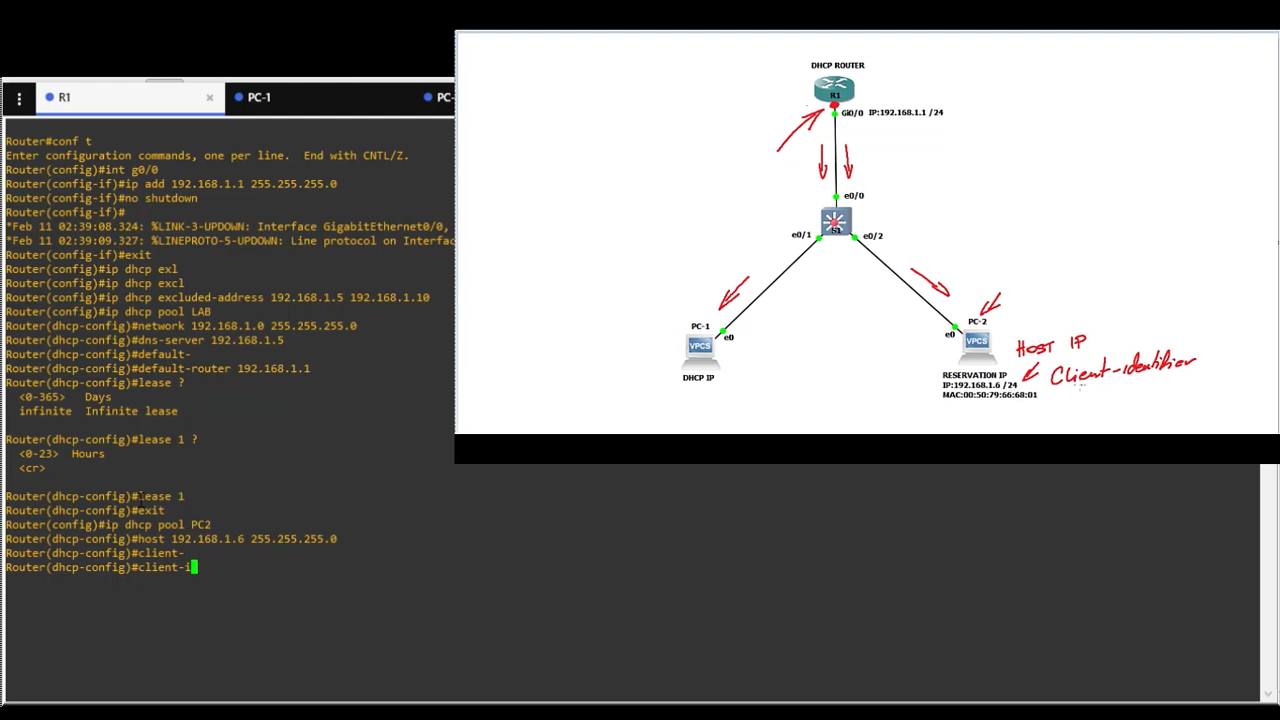 R1
×
PC-1
PC-
Router#conf t
Enter configuration commands, one per line.  End with CNTL/Z.
Router(config)#int g0/0
Router(config-if)#ip add 192.168.1.1 255.255.255.0
Router(config-if)#no shutdown
Router(config-if)#
*Feb 11 02:39:08.324: %LINK-3-UPDOWN: Interface GigabitEthernet0/0,
*Feb 11 02:39:09.327: %LINEPROTO-5-UPDOWN: Line protocol on Interfac
Router(config-if)#exit
Router(config)#ip dhcp exl
Router(config)#ip dhcp excl
Router(config)#ip dhcp excluded-address 192.168.1.5 192.168.1.10
Router(config)#ip dhcp pool LAB
Router(dhcp-config)#network 192.168.1.0 255.255.255.0
Router(dhcp-config)#dns-server 192.168.1.5
Router(dhcp-config)#default-
Router(dhcp-config)#default-router 192.168.1.1
Router(dhcp-config)#lease ?
<0-365>  Days
infinite  Infinite lease
Router(dhcp-config)#lease 1 ?
<0-23>  Hours
<cr>
Router(dhcp-config)#lease 1
Router(dhcp-config)#exit
Router(config)#ip dhcp pool PC2
Router(dhcp-config)#host 192.168.1.6 255.255.255.0
Router(dhcp-config)#client-
Router(dhcp-config)#client-i
DHCP ROUTER
R1
Gi0/0 IP:192.168.1.1 /24
e0/0
S1
e0/1
e0/2
PC-1
e0
VPCS
DHCP IP
PC-2
e0
VPCS
HOST IP
Client-identifier
RESERVATION IP
IP:192.168.1.6 /24
MAC:00:50:79:66:68:01